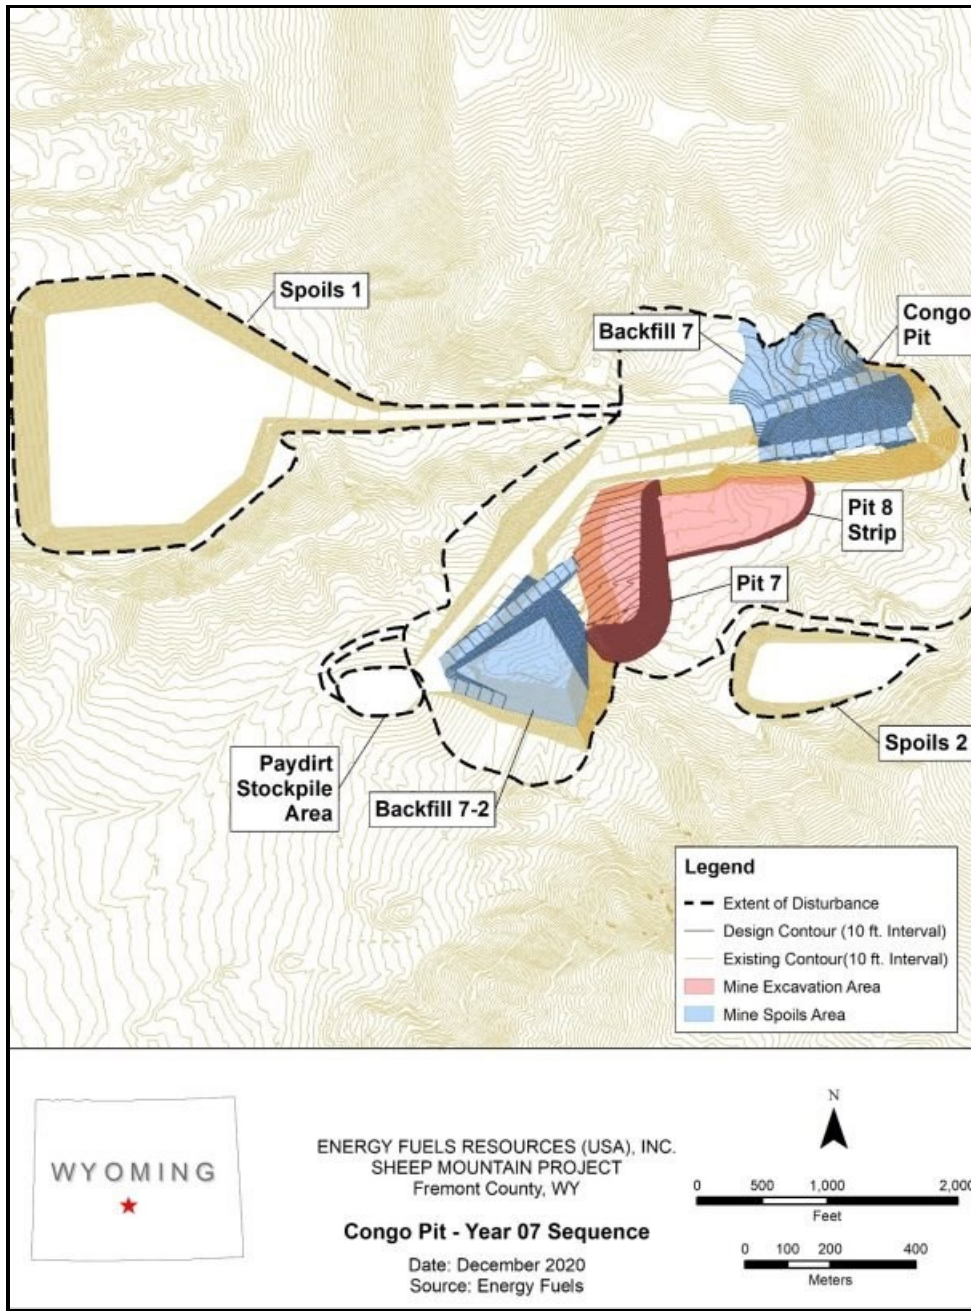 Spoils 1
Backfill 7
Congo
Pit
Pit 8
Strip
Pit 7
Spoils 2
Paydirt
Stockpile
Area
Backfill 7-2
Legend
Extent of Disturbance
Design Contour (10 ft. Interval)
Existing Contour(10 ft. Interval)
Mine Excavation Area
Mine Spoils Area
WYOMING
ENERGY FUELS RESOURCES (USA), INC.
SHEEP MOUNTAIN PROJECT
Fremont County, WY
Congo Pit - Year 07 Sequence
Date: December 2020
Source: Energy Fuels
N
0 500 1,000 2,000
Feet
0 100 200 400
Meters